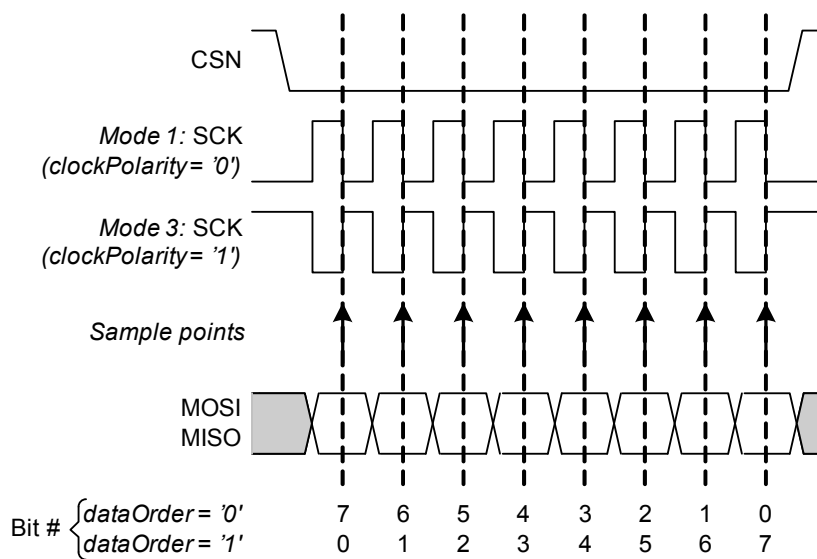 CSN
Mode 1: SCK
(clockPolarity = '0')
Mode 3: SCK
(clockPolarity = '1')
Sample points
MOSI
MISO
Bit # { dataOrder = '0' 7 6 5 4 3 2 1 0
dataOrder = '1' 0 1 2 3 4 5 6 7